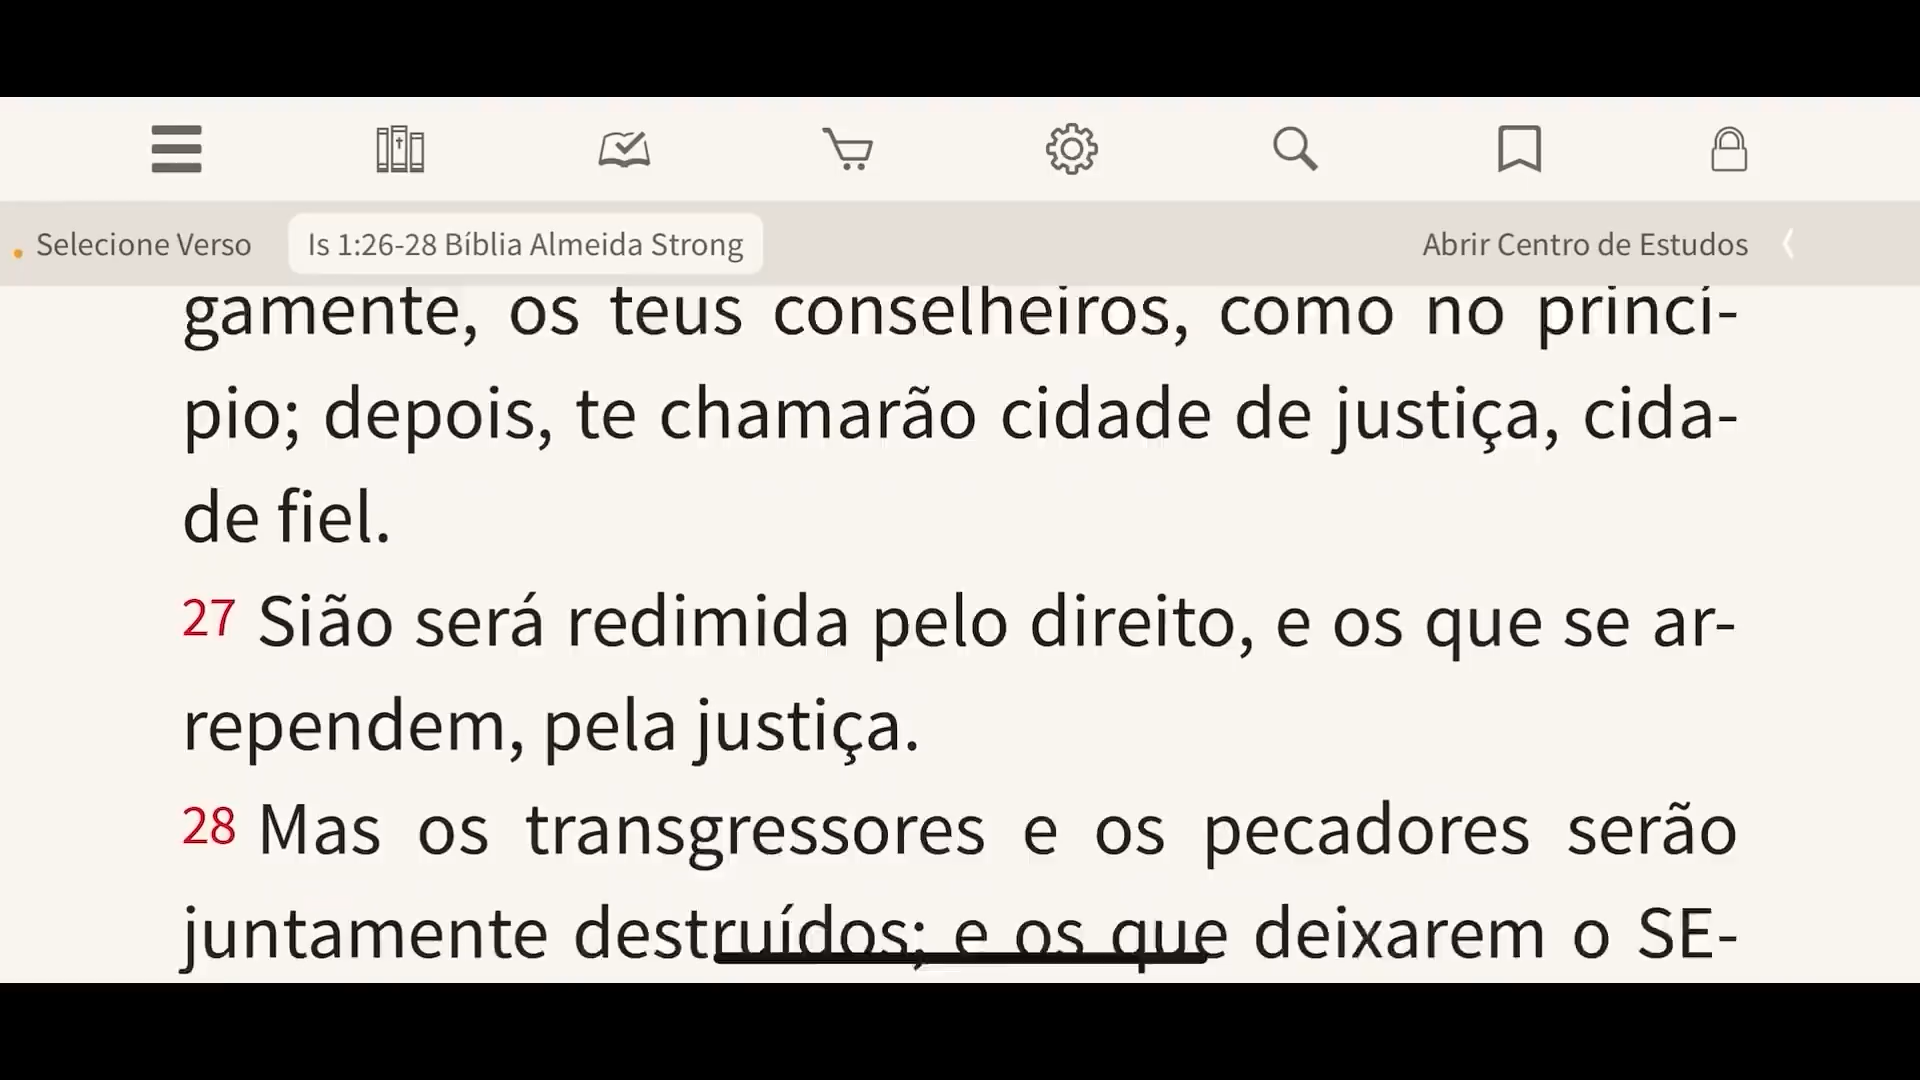 Selecione Verso
Is 1:26-28 Bíblia Almeida Strong
Abrir Centro de Estudos
gamente, os teus conselheiros, como no princí-
pio; depois, te chamarão cidade de justiça, cida-
de fiel.
27 Sião será redimida pelo direito, e os que se ar-
rependem, pela justiça.
28 Mas os transgressores e os pecadores serão
juntamente destruídos; e os que deixarem o SE-